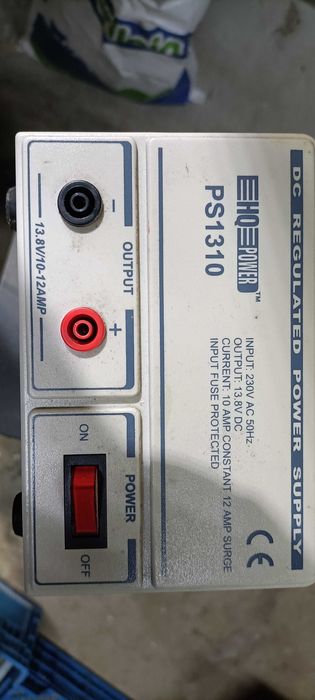 DC REGULATED POWER SUPPLY
HQ POWER™
PS1310
INPUT: 230V AC 50Hz.
OUTPUT: 13.8V DC
CURRENT: 10 AMP CONSTANT 12 AMP SURGE
INPUT FUSE PROTECTED
CE
OUTPUT
- +
13.8V/10-12AMP
POWER
ON OFF